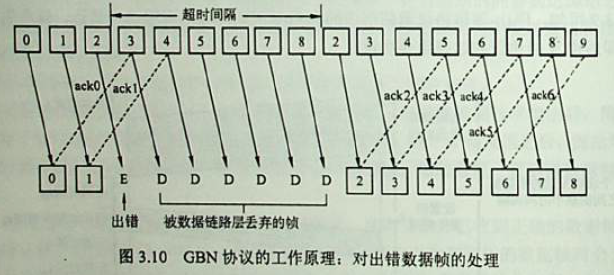 超时间隔
0 1 2 3 4 5 6 7 8 2 3 4 5 6 7 8 9
ack0 ack1 ack2 ack3 ack4 ack5 ack6
0 1 E D D D D D D 2 3 4 5 6 7 8
出错 被数据链路层丢弃的帧
图 3.10 GBN 协议的工作原理：对出错数据帧的处理